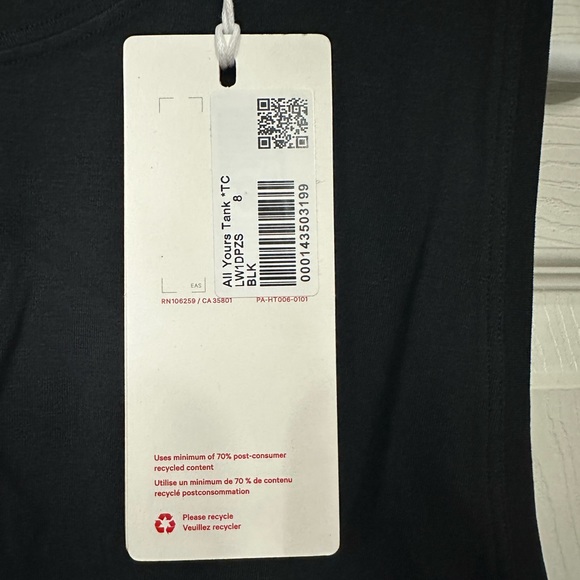 All Yours Tank *TC
LW1DPZS 8
BLK
000143503199
EAS
RN106259 / CA35801 PA-HT006-0101
Uses minimum of 70% post-consumer
recycled content
Utilise un minimum de 70 % de contenu
recyclé postconsommation
Please recycle
Veuillez recycler